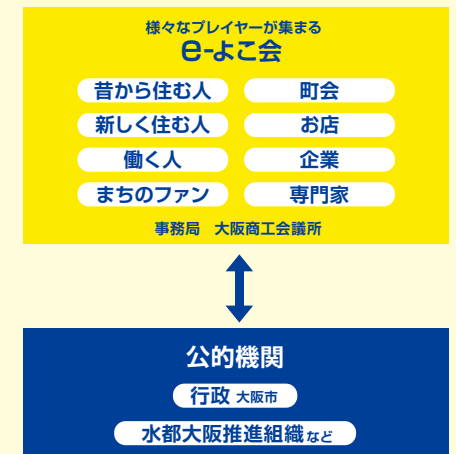 様々なプレイヤーが集まる
e-よこ会
昔から住む人 町会
新しく住む人 お店
働く人 企業
まちのファン 専門家
事務局 大阪商工会議所
公的機関
行政 大阪市
水都大阪推進組織 など